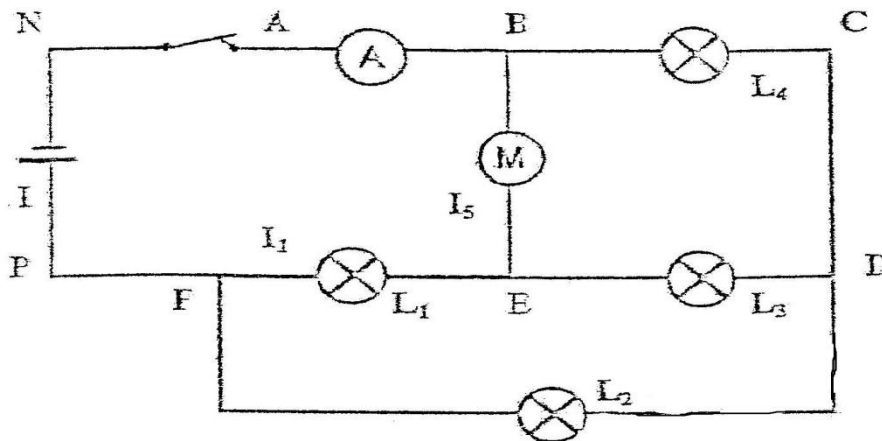 N A B C
A
L₄
M
I
I₅
I₁
P F L₁ E L₃ D
L₂